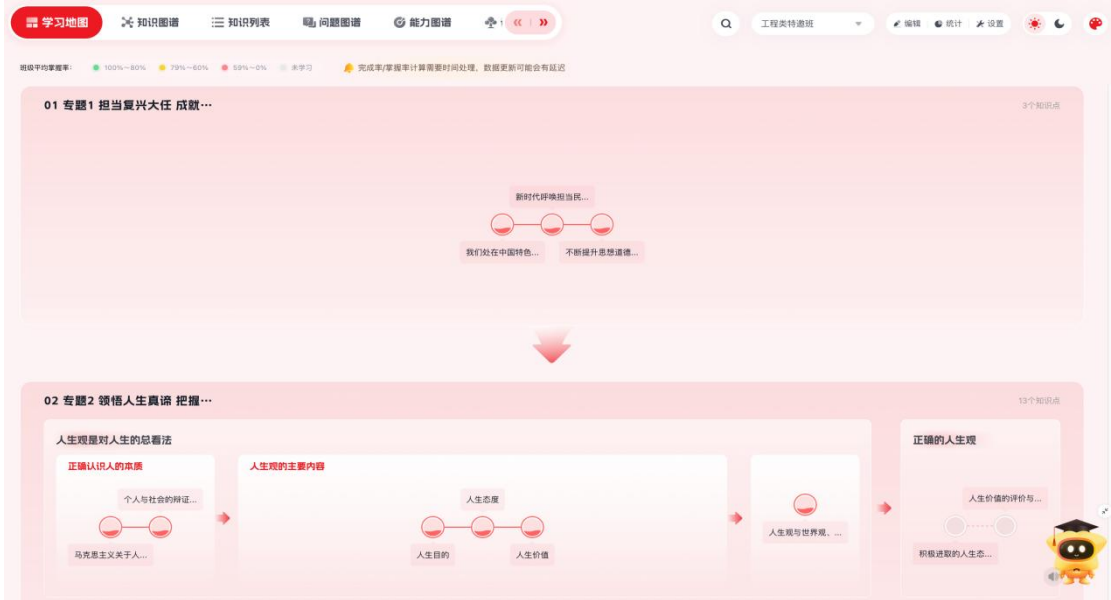 学习地图 知识图谱 知识列表 问题图谱 能力图谱 工程类特邀班 编辑 统计 设置
班级平均掌握率: 100%~80% 79%~60% 59%~0% 未学习 完成率/掌握率计算需要时间处理,数据更新可能会有延迟
01 专题1 担当复兴大任 成就… 3个知识点
新时代呼唤担当民...
我们处在中国特色... 不断提升思想道德...
02 专题2 领悟人生真谛 把握… 13个知识点
人生观是对人生的总看法
正确认识人的本质
个人与社会的辩证...
马克思主义关于人...
人生观的主要内容
人生态度
人生目的 人生价值
人生观与世界观、...
正确的人生观
人生价值的评价与...
积极进取的人生态...